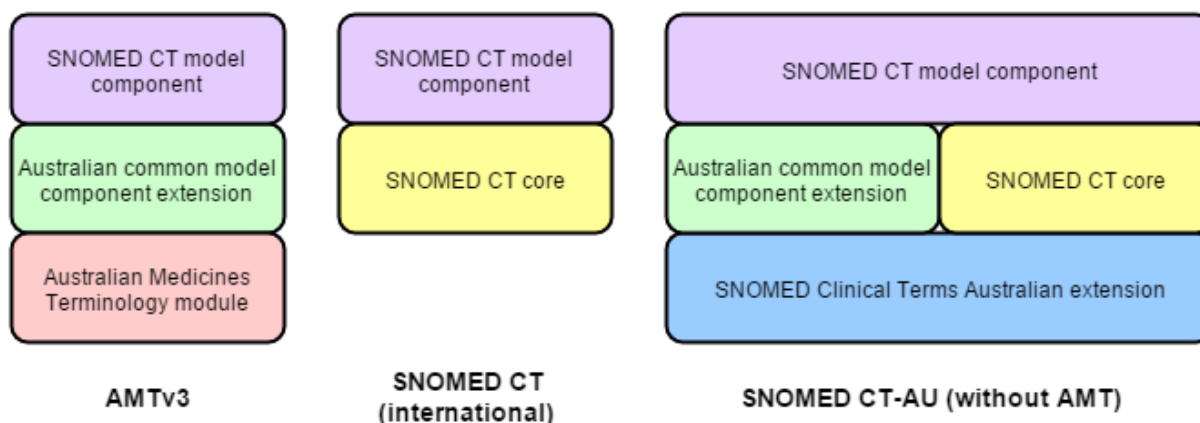 SNOMED CT model
component
Australian common model
component extension
Australian Medicines
Terminology module
AMTv3
SNOMED CT model
component
SNOMED CT core
SNOMED CT
(international)
SNOMED CT model component
Australian common model
component extension
SNOMED CT core
SNOMED Clinical Terms Australian extension
SNOMED CT-AU (without AMT)